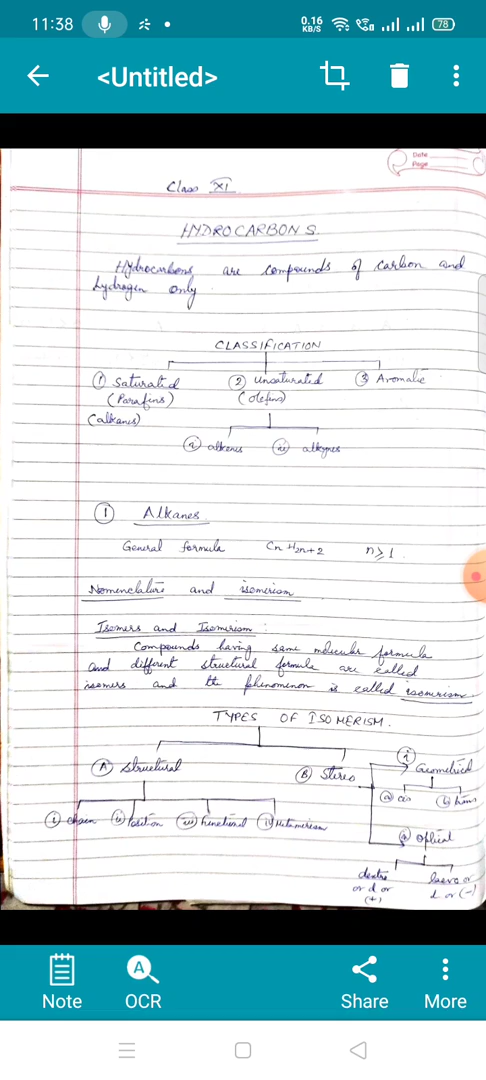 11:38
0.16 KB/S
78
<Untitled>
Date
Page
Class XI
HYDROCARBONS
Hydrocarbons are compounds of carbon and
hydrogen only.
CLASSIFICATION
① Saturated ② Unsaturated ③ Aromatic
(Parafins) (olefins)
(alkanes)
(i) alkenes (ii) alkynes
① Alkanes
General formula CnH2n+2 n≥1
Nomenclature and isomerism
Isomers and Isomerism:
Compounds having same molecular formula
and different structural formula are called
isomers and the phenomenon is called isomerism
TYPES OF ISOMERISM.
(A) Structural (B) Stereo (i) Geometrical
(a) cis (b) trans
(i) chain (ii) Position (iii) functional (iv) Metamerism
(ii) optical
dextro or d or (+)
laevo or l or (-)
Note OCR Share More